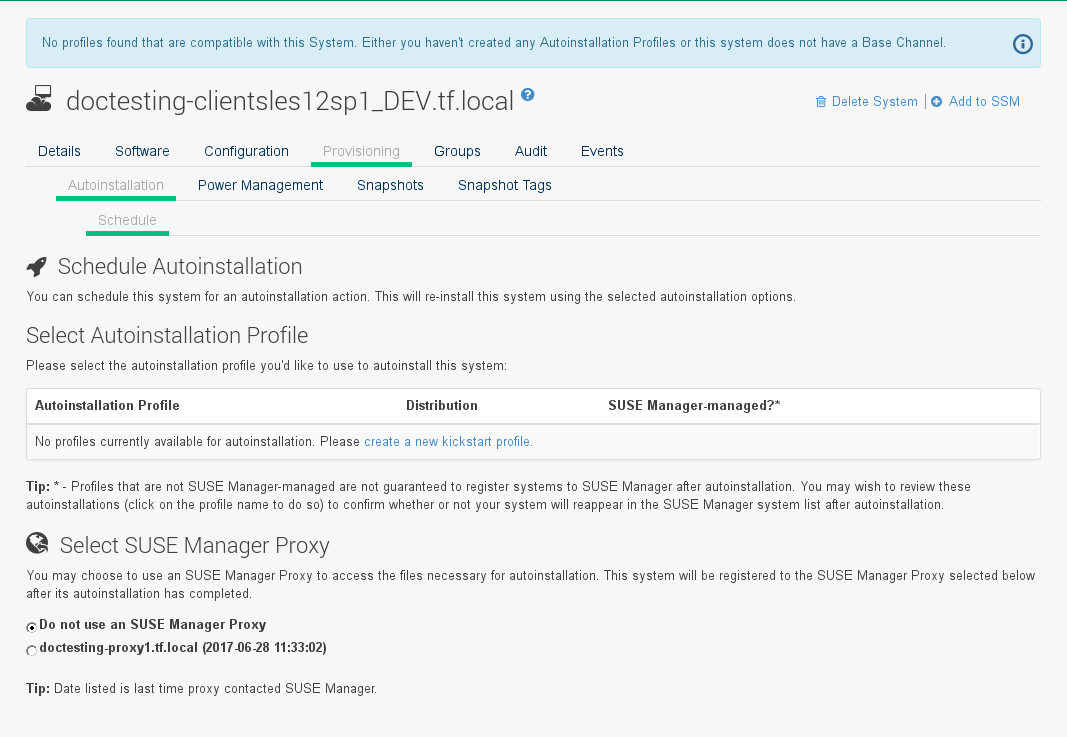 No profiles found that are compatible with this System. Either you haven't created any Autoinstallation Profiles or this system does not have a Base Channel.
doctesting-clientsles12sp1_DEV.tf.local
Delete System | Add to SSM
Details Software Configuration Provisioning Groups Audit Events
Autoinstallation Power Management Snapshots Snapshot Tags
Schedule
Schedule Autoinstallation
You can schedule this system for an autoinstallation action. This will re-install this system using the selected autoinstallation options.
Select Autoinstallation Profile
Please select the autoinstallation profile you'd like to use to autoinstall this system:
Autoinstallation Profile Distribution SUSE Manager-managed?*
No profiles currently available for autoinstallation. Please create a new kickstart profile.
Tip: * - Profiles that are not SUSE Manager-managed are not guaranteed to register systems to SUSE Manager after autoinstallation. You may wish to review these
autoinstallations (click on the profile name to do so) to confirm whether or not your system will reappear in the SUSE Manager system list after autoinstallation.
Select SUSE Manager Proxy
You may choose to use an SUSE Manager Proxy to access the files necessary for autoinstallation. This system will be registered to the SUSE Manager Proxy selected below
after its autoinstallation has completed.
Do not use an SUSE Manager Proxy
doctesting-proxy1.tf.local (2017-06-28 11:33:02)
Tip: Date listed is last time proxy contacted SUSE Manager.